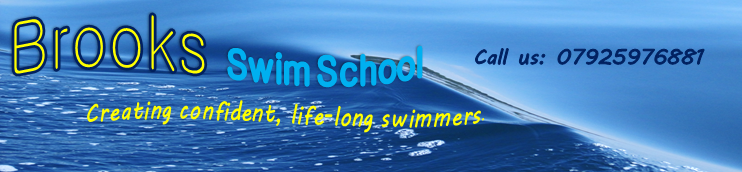 Brooks Swim School
Call us: 07925976881
Creating confident, life-long swimmers